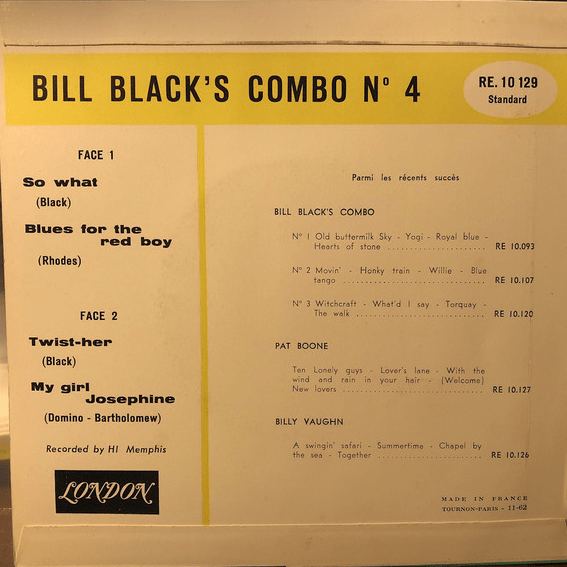 BILL BLACK'S COMBO Nº 4
RE. 10 129
Standard
FACE 1
So what
(Black)
Blues for the
red boy
(Rhodes)
FACE 2
Twist-her
(Black)
My girl
Josephine
(Domino - Bartholomew)
Recorded by HI Memphis
LONDON
Parmi les récents succès
BILL BLACK'S COMBO
Nº 1 Old buttermilk Sky - Yogi - Royal blue -
Hearts of stone ........................ RE 10.093
Nº 2 Movin' - Honky train - Willie - Blue
tango ................................ RE 10.107
Nº 3 Witchcraft - What'd I say - Torquay -
The walk ............................ RE 10.120
PAT BOONE
Ten Lonely guys - Lover's lane - With the
wind and rain in your hair - (Welcome)
New lovers ............................ RE 10.127
BILLY VAUGHN
A swingin' safari - Summertime - Chapel by
the sea - Together ........................ RE 10.126
MADE IN FRANCE
TOURNON-PARIS - 11-62